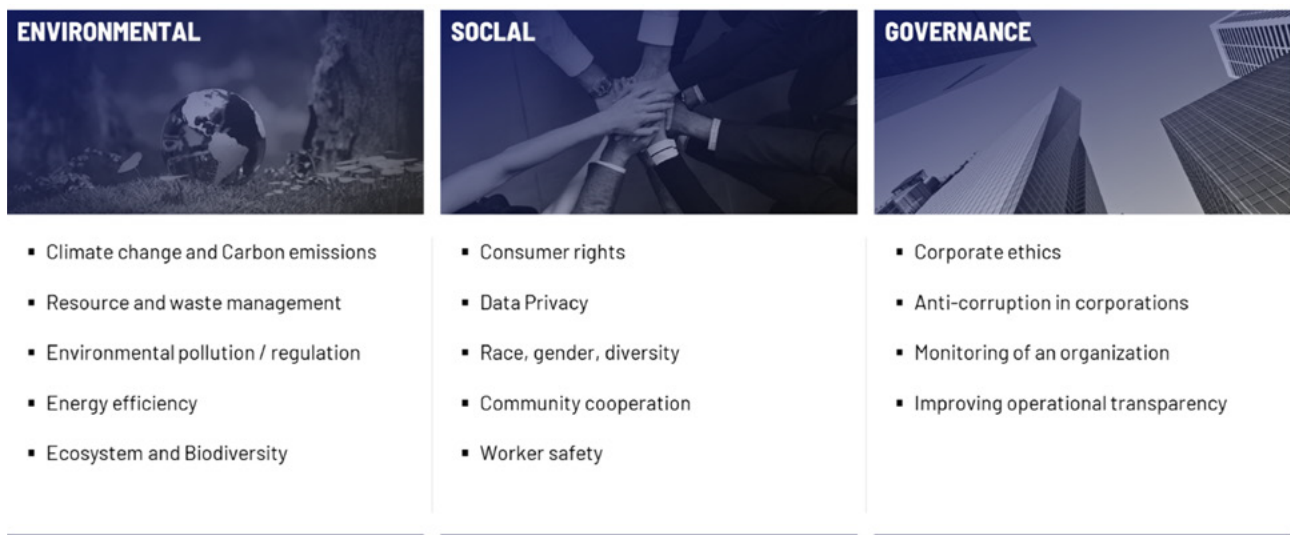 ENVIRONMENTAL
Climate change and Carbon emissions
Resource and waste management
Environmental pollution / regulation
Energy efficiency
Ecosystem and Biodiversity
SOCLAL
Consumer rights
Data Privacy
Race, gender, diversity
Community cooperation
Worker safety
GOVERNANCE
Corporate ethics
Anti-corruption in corporations
Monitoring of an organization
Improving operational transparency